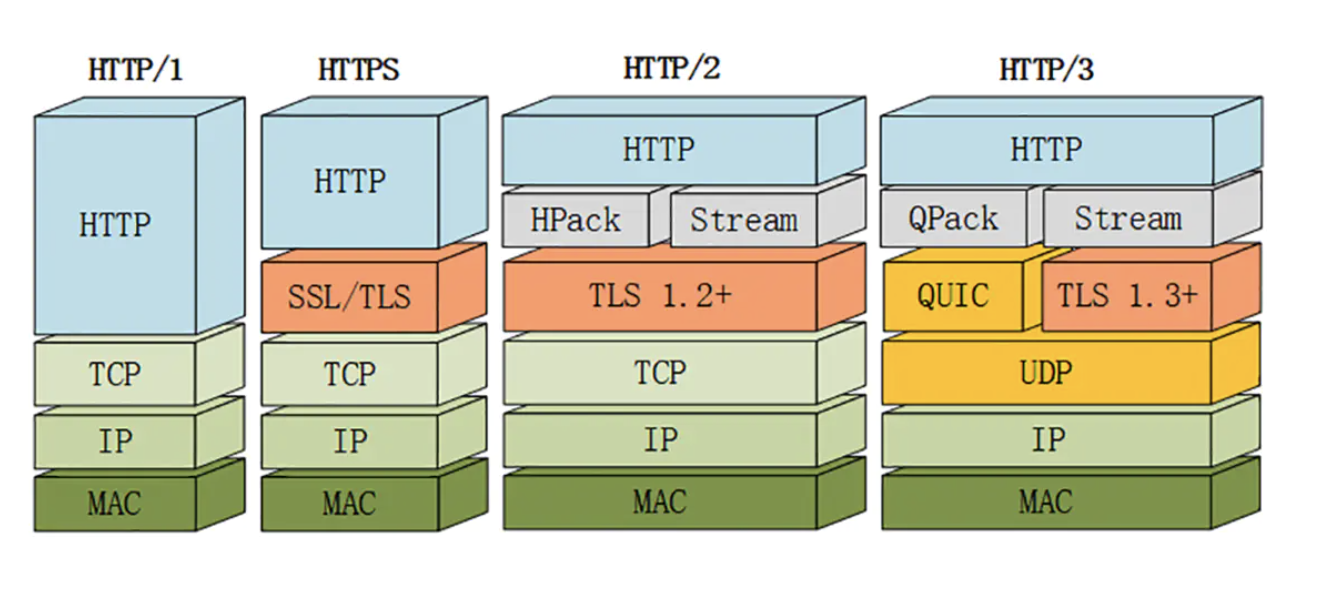 HTTP/1
HTTPS
HTTP/2
HTTP/3
HTTP
TCP
IP
MAC
HTTP
SSL/TLS
TCP
IP
MAC
HTTP
HPack
Stream
TLS 1.2+
TCP
IP
MAC
HTTP
QPack
Stream
QUIC
TLS 1.3+
UDP
IP
MAC